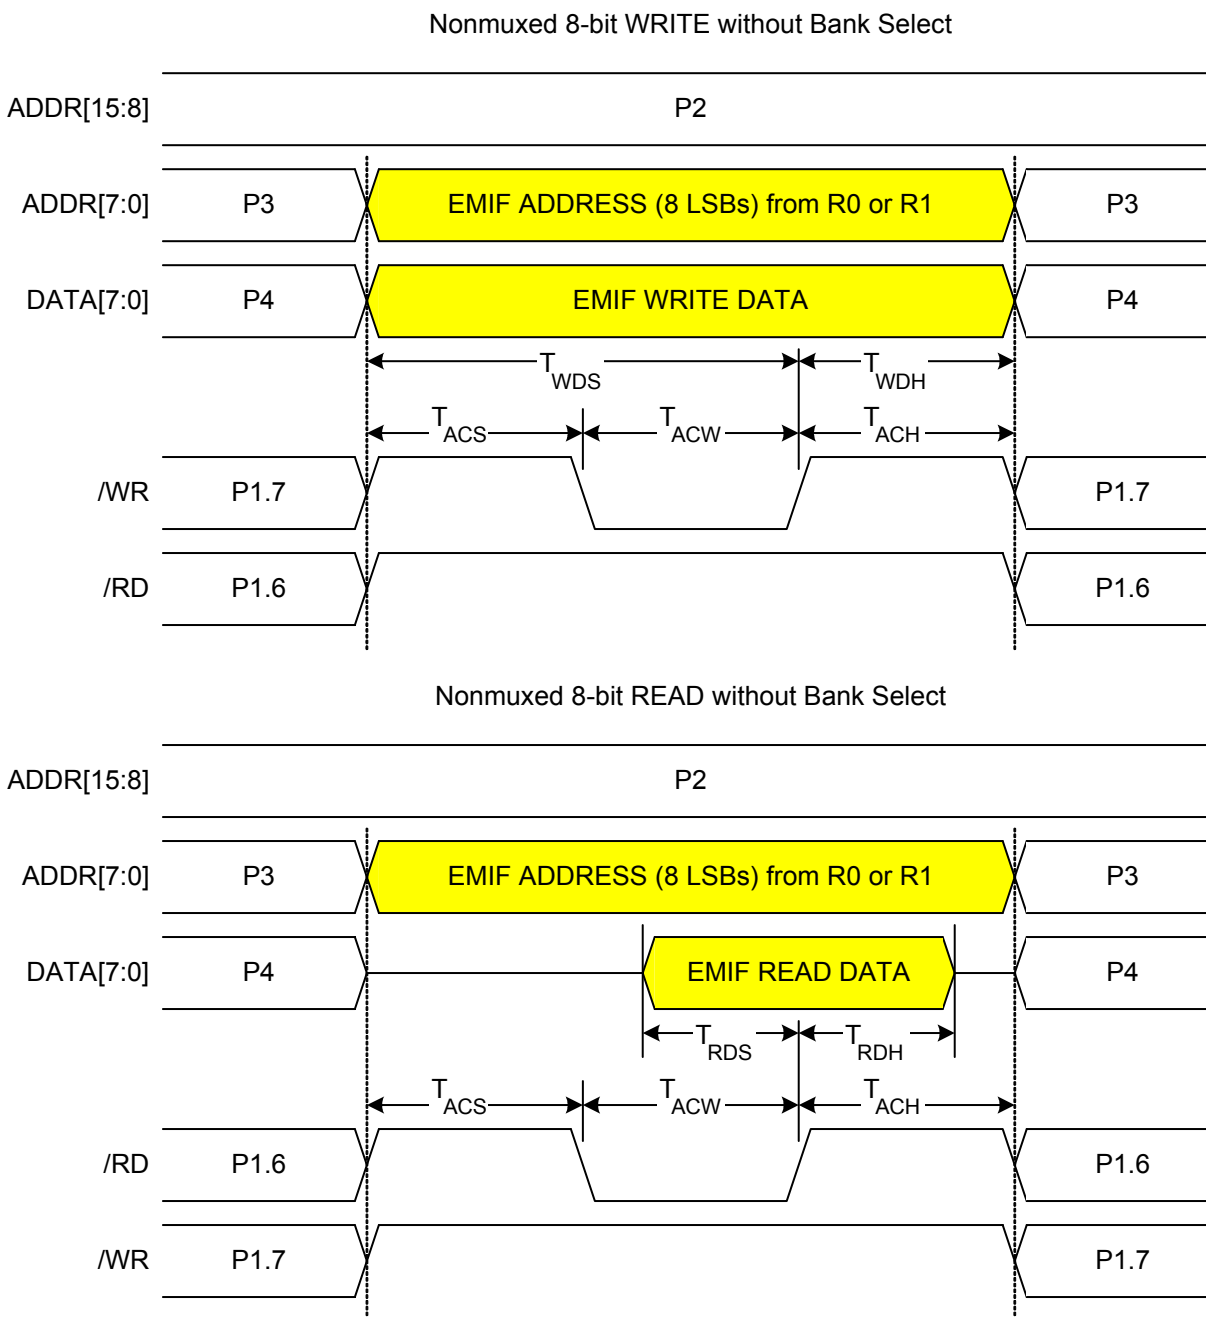 Nonmuxed 8-bit WRITE without Bank Select
ADDR[15:8] P2
ADDR[7:0] P3 EMIF ADDRESS (8 LSBs) from R0 or R1 P3
DATA[7:0] P4 EMIF WRITE DATA P4
TWDS TWDH
TACS TACW TACH
/WR P1.7 P1.7
/RD P1.6 P1.6
Nonmuxed 8-bit READ without Bank Select
ADDR[15:8] P2
ADDR[7:0] P3 EMIF ADDRESS (8 LSBs) from R0 or R1 P3
DATA[7:0] P4 EMIF READ DATA P4
TRDS TRDH
TACS TACW TACH
/RD P1.6 P1.6
/WR P1.7 P1.7